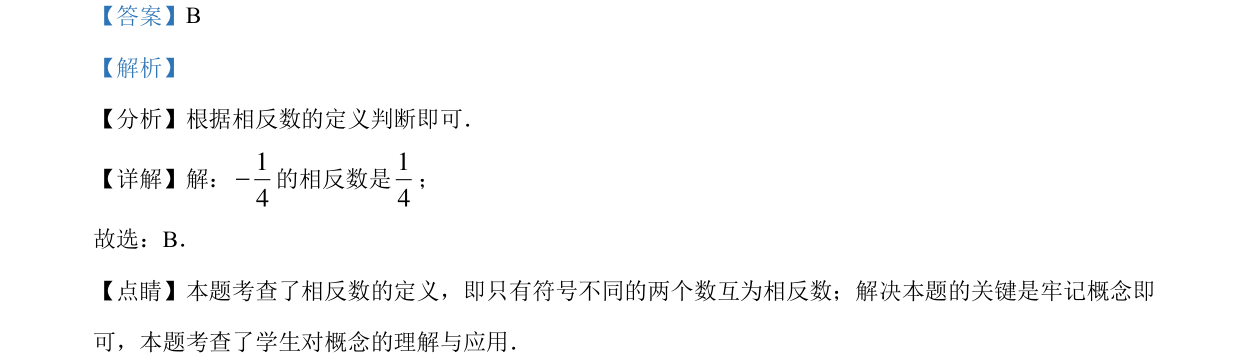 【答案】B
【解析】
【分析】根据相反数的定义判断即可．
【详解】解：$-\frac{1}{4}$的相反数是$\frac{1}{4}$；
故选：B．
【点睛】本题考查了相反数的定义，即只有符号不同的两个数互为相反数；解决本题的关键是牢记概念即
可，本题考查了学生对概念的理解与应用．